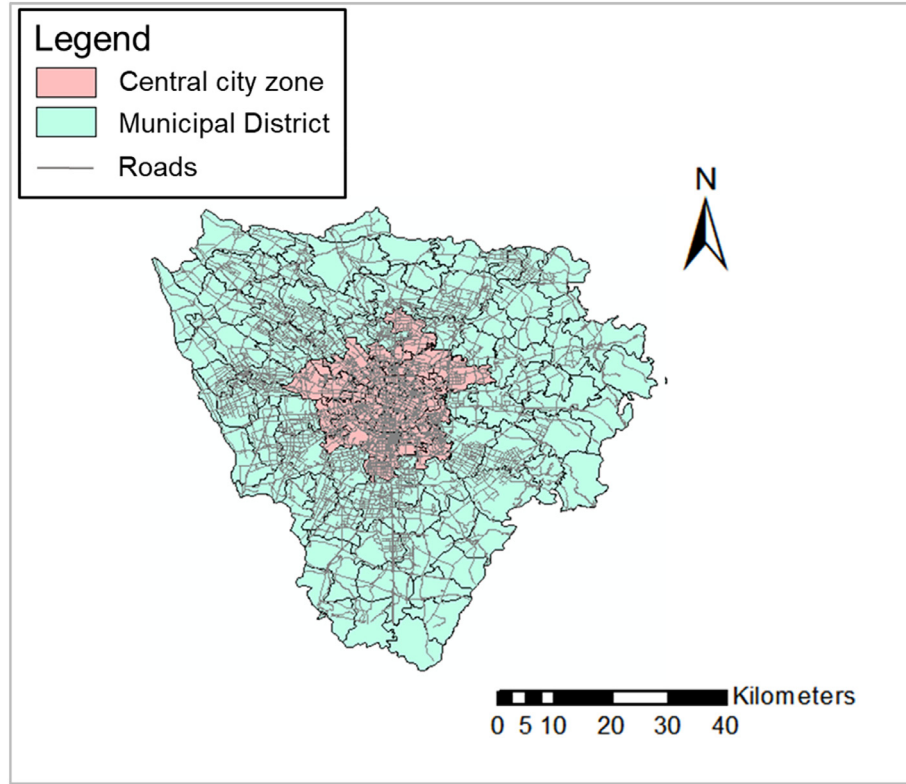 Legend
Central city zone
Municipal District
Roads
N
Kilometers
0 5 10 20 30 40